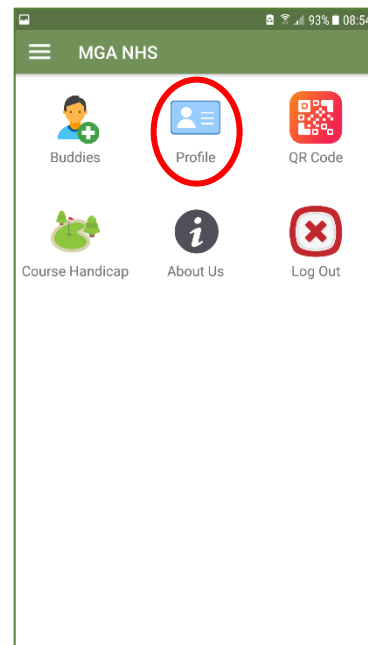 93% 08:54
MGA NHS
Buddies Profile QR Code
Course Handicap About Us Log Out